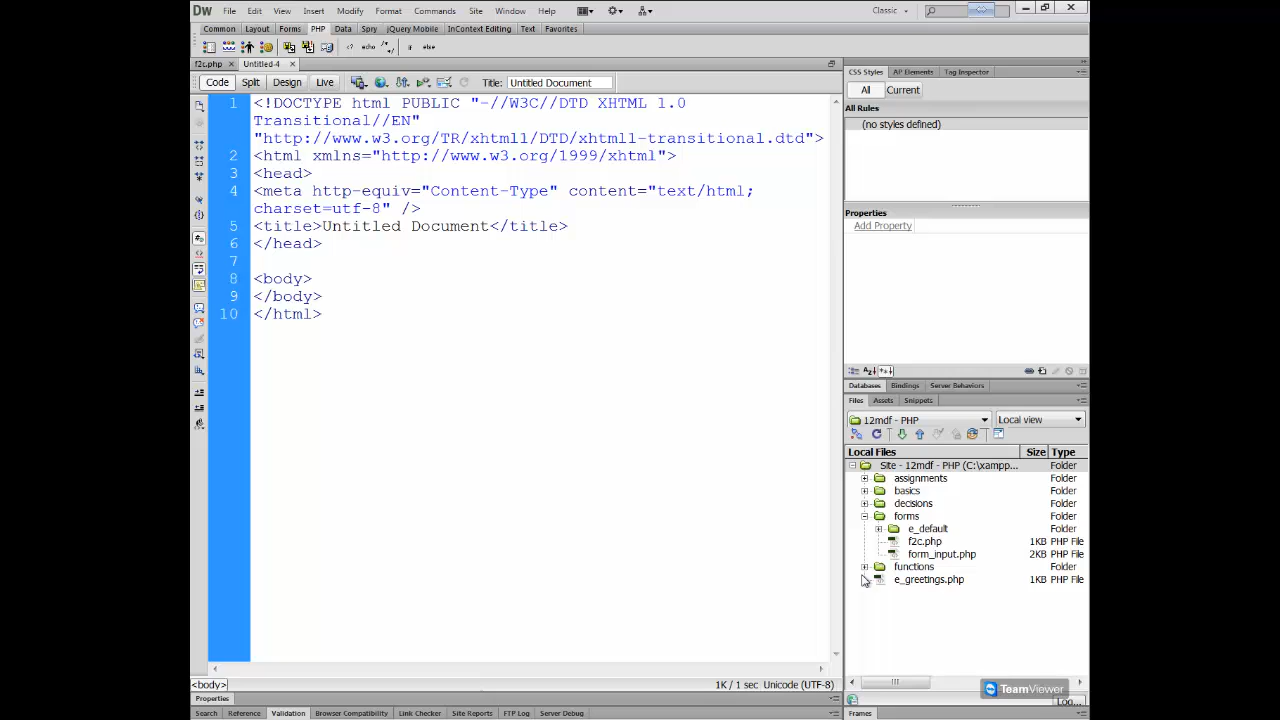 Dw File Edit View Insert Modify Format Commands Site Window Help Classic
Common Layout Forms PHP Data Spry jQuery Mobile InContext Editing Text Favorites
<? echo if else
f2c.php Untitled-4
Code Split Design Live Title: Untitled Document
1 <!DOCTYPE html PUBLIC "-//W3C//DTD XHTML 1.0
Transitional//EN"
"http://www.w3.org/TR/xhtml1/DTD/xhtml1-transitional.dtd">
2 <html xmlns="http://www.w3.org/1999/xhtml">
3 <head>
4 <meta http-equiv="Content-Type" content="text/html;
charset=utf-8" />
5 <title>Untitled Document</title>
6 </head>
7
8 <body>
9 </body>
10 </html>
<body> 1K / 1 sec Unicode (UTF-8)
Properties
Search Reference Validation Browser Compatibility Link Checker Site Reports FTP Log Server Debug
CSS Styles AP Elements Tag Inspector
All Current
All Rules
(no styles defined)
Properties
Add Property
Databases Bindings Server Behaviors
Files Assets Snippets
12mdf - PHP Local view
Local Files Size Type
Site - 12mdf - PHP (C:\xampp... Folder
assignments Folder
basics Folder
decisions Folder
forms Folder
e_default Folder
f2c.php 1KB PHP File
form_input.php 2KB PHP File
functions Folder
e_greetings.php 1KB PHP File
TeamViewer
Log...
Frames